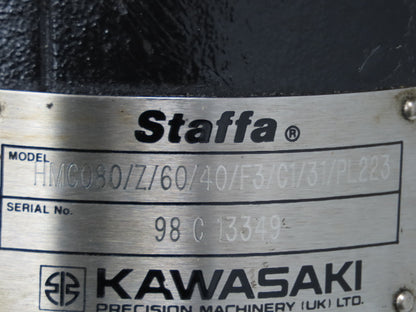 Staffa ®
MODEL
HMC080/Z/60/40/F3/C1/31/PL223
SERIAL No.
98 C 13349
KAWASAKI
PRECISION MACHINERY (UK) LTD.